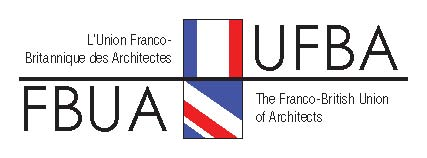 L'Union Franco-
Britannique des Architectes
UFBA
FBUA
The Franco-British Union
of Architects